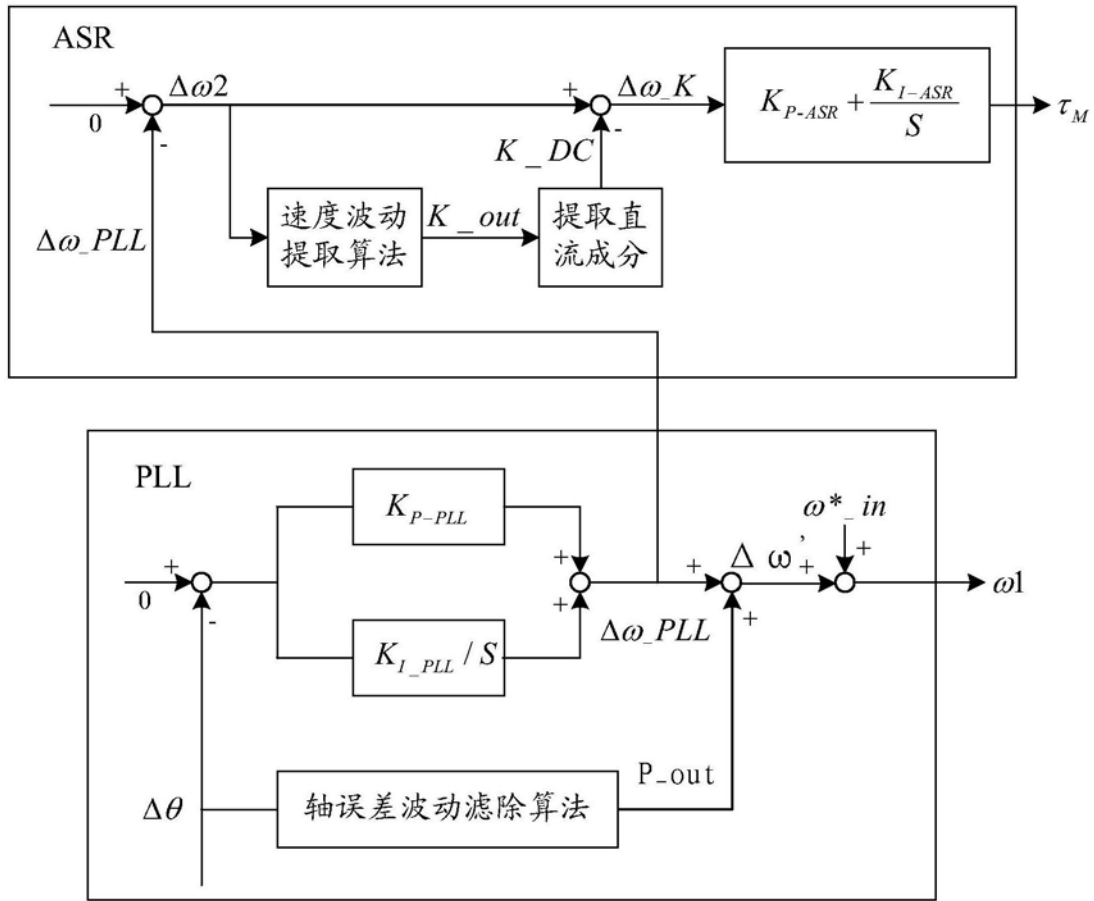 ASR
+ Δω2 + Δω_K K_{P-ASR} + \frac{K_{I-ASR}}{S} τ_M
0 - -
K_DC
Δω_PLL
速度波动
提取算法
K_out
提取直
流成分
PLL
K_{P-PLL}
ω*_in
+ + + Δω' + +
0 - + ω1
K_{I_PLL} / S
Δω_PLL +
P_out
Δθ
轴误差波动滤除算法